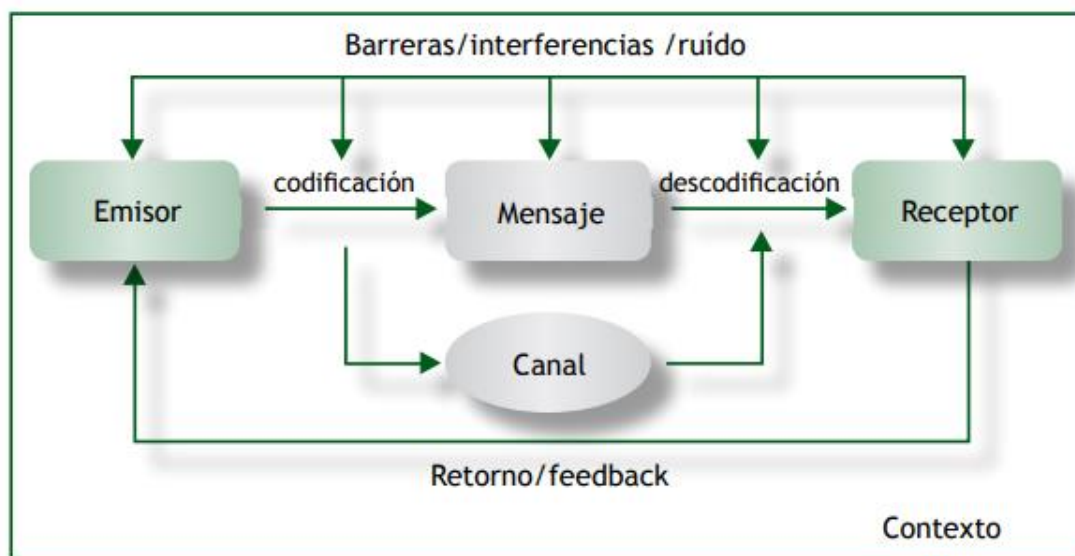 Barreras/interferencias /ruído
codificación
descodificación
Emisor
Mensaje
Receptor
Canal
Retorno/feedback
Contexto